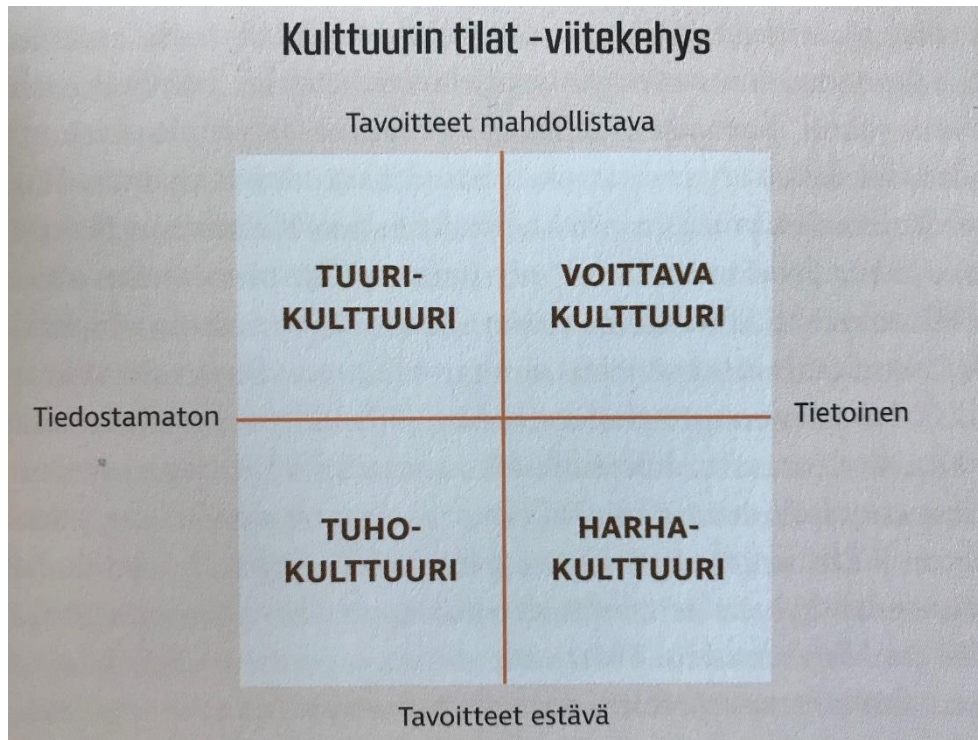 Kulttuurin tilat -viitekehys
Tavoitteet mahdollistava
TUURI-
KULTTUURI
VOITTAVA
KULTTUURI
Tiedostamaton
Tietoinen
TUHO-
KULTTUURI
HARHA-
KULTTUURI
Tavoitteet estävä